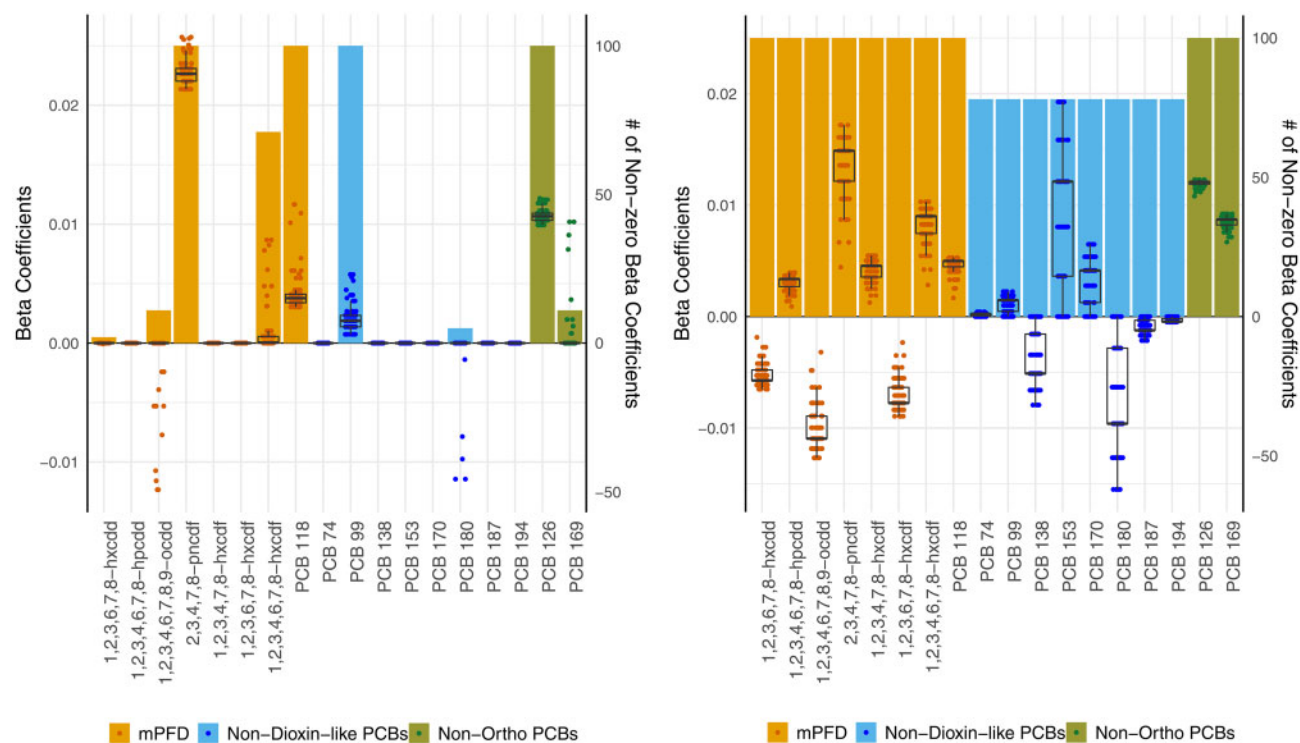 Beta Coefficients
0.02
0.01
0.00
−0.01
100
50
0
−50
# of Non−zero Beta Coefficients
1,2,3,6,7,8−hxcdd
1,2,3,4,6,7,8−hpcdd
1,2,3,4,6,7,8,9−ocdd
2,3,4,7,8−pncdf
1,2,3,4,7,8−hxcdf
1,2,3,6,7,8−hxcdf
1,2,3,4,6,7,8−hxcdf
PCB 118
PCB 74
PCB 99
PCB 138
PCB 153
PCB 170
PCB 180
PCB 187
PCB 194
PCB 126
PCB 169
mPFD Non−Dioxin−like PCBs Non−Ortho PCBs
Beta Coefficients
0.02
0.01
0.00
−0.01
100
50
0
−50
# of Non−zero Beta Coefficients
1,2,3,6,7,8−hxcdd
1,2,3,4,6,7,8−hpcdd
1,2,3,4,6,7,8,9−ocdd
2,3,4,7,8−pncdf
1,2,3,4,7,8−hxcdf
1,2,3,6,7,8−hxcdf
1,2,3,4,6,7,8−hxcdf
PCB 118
PCB 74
PCB 99
PCB 138
PCB 153
PCB 170
PCB 180
PCB 187
PCB 194
PCB 126
PCB 169
mPFD Non−Dioxin−like PCBs Non−Ortho PCBs